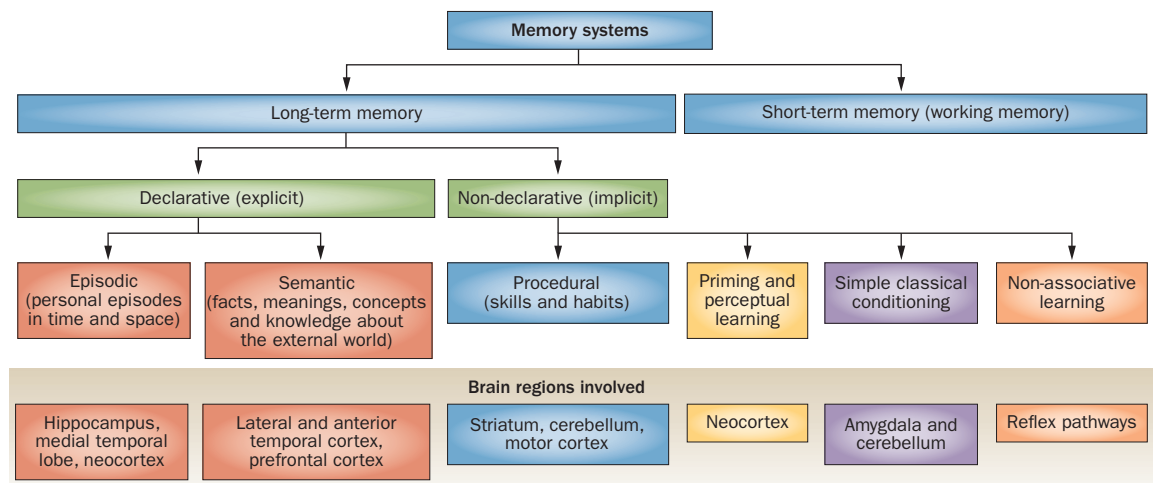 Memory systems
Long-term memory
Short-term memory (working memory)
Declarative (explicit)
Non-declarative (implicit)
Episodic
(personal episodes
in time and space)
Semantic
(facts, meanings, concepts
and knowledge about
the external world)
Procedural
(skills and habits)
Priming and
perceptual
learning
Simple classical
conditioning
Non-associative
learning
Brain regions involved
Hippocampus,
medial temporal
lobe, neocortex
Lateral and anterior
temporal cortex,
prefrontal cortex
Striatum, cerebellum,
motor cortex
Neocortex
Amygdala and
cerebellum
Reflex pathways